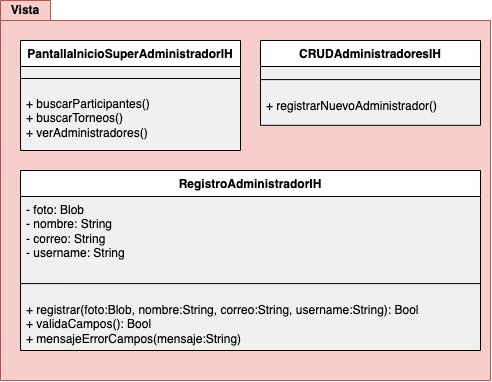 Vista
PantallaInicioSuperAdministradorIH
+ buscarParticipantes()
+ buscarTorneos()
+ verAdministradores()
CRUDAdministradoresIH
+ registrarNuevoAdministrador()
RegistroAdministradorIH
- foto: Blob
- nombre: String
- correo: String
- username: String
+ registrar(foto:Blob, nombre:String, correo:String, username:String): Bool
+ validaCampos(): Bool
+ mensajeErrorCampos(mensaje:String)